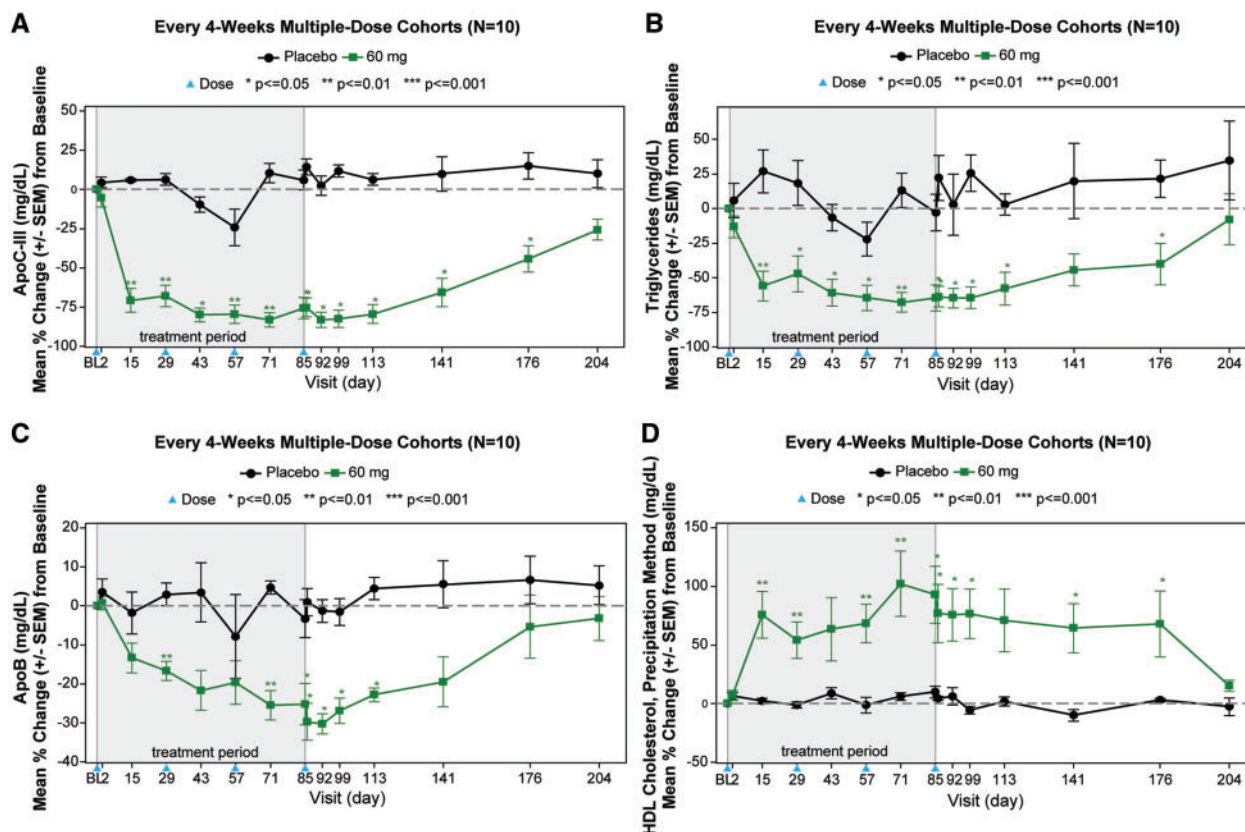 A
Every 4-Weeks Multiple-Dose Cohorts (N=10)
Placebo 60 mg
Dose * p<=0.05 ** p<=0.01 *** p<=0.001
ApoC-III (mg/dL)
Mean % Change (+/- SEM) from Baseline
50
25
0
-25
-50
-75
-100
** ** * ** ** * * * * * * *
treatment period
BL 2 15 29 43 57 71 85 92 99 113 141 176 204
Visit (day)
B
Every 4-Weeks Multiple-Dose Cohorts (N=10)
Placebo 60 mg
Dose * p<=0.05 ** p<=0.01 *** p<=0.001
Triglycerides (mg/dL)
Mean % Change (+/- SEM) from Baseline
50
25
0
-25
-50
-75
-100
** * * * ** * * * * * *
treatment period
BL 2 15 29 43 57 71 85 92 99 113 141 176 204
Visit (day)
C
Every 4-Weeks Multiple-Dose Cohorts (N=10)
Placebo 60 mg
Dose * p<=0.05 ** p<=0.01 *** p<=0.001
ApoB (mg/dL)
Mean % Change (+/- SEM) from Baseline
20
10
0
-10
-20
-30
-40
** ** * * * * *
treatment period
BL 2 15 29 43 57 71 85 92 99 113 141 176 204
Visit (day)
D
Every 4-Weeks Multiple-Dose Cohorts (N=10)
Placebo 60 mg
Dose * p<=0.05 ** p<=0.01 *** p<=0.001
HDL Cholesterol, Precipitation Method (mg/dL)
Mean % Change (+/- SEM) from Baseline
150
100
50
0
-50
** ** ** ** * * * * * *
treatment period
BL 2 15 29 43 57 71 85 92 99 113 141 176 204
Visit (day)